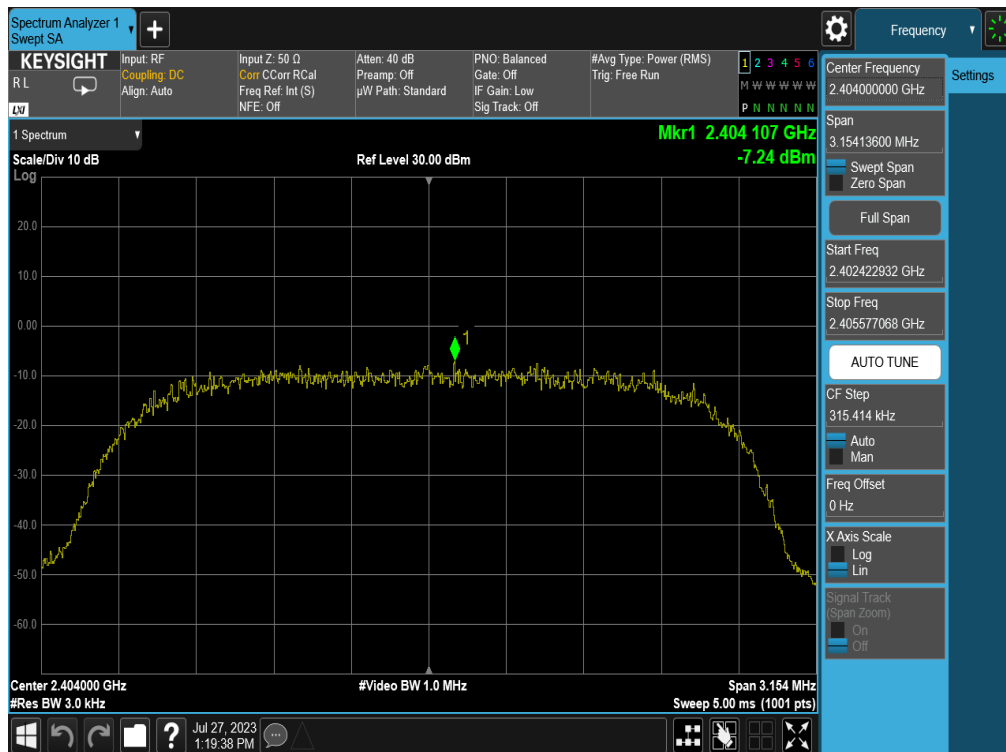 Spectrum Analyzer 1
Swept SA
Frequency
KEYSIGHT
R L
LXI
Input: RF
Coupling: DC
Align: Auto
Input Z: 50 Ω
Corr CCorr RCal
Freq Ref: Int (S)
NFE: Off
Atten: 40 dB
Preamp: Off
µW Path: Standard
PNO: Balanced
Gate: Off
IF Gain: Low
Sig Track: Off
#Avg Type: Power (RMS)
Trig: Free Run
1 2 3 4 5 6
M W W W W W
P N N N N N
1 Spectrum
Scale/Div 10 dB
Log
Ref Level 30.00 dBm
Mkr1 2.404 107 GHz
-7.24 dBm
20.0
10.0
0.00
-10.0
-20.0
-30.0
-40.0
-50.0
-60.0
1
Center 2.404000 GHz
#Res BW 3.0 kHz
#Video BW 1.0 MHz
Span 3.154 MHz
Sweep 5.00 ms (1001 pts)
Center Frequency
2.404000000 GHz
Settings
Span
3.15413600 MHz
Swept Span
Zero Span
Full Span
Start Freq
2.402422932 GHz
Stop Freq
2.405577068 GHz
AUTO TUNE
CF Step
315.414 kHz
Auto
Man
Freq Offset
0 Hz
X Axis Scale
Log
Lin
Signal Track
(Span Zoom)
On
Off
?
Jul 27, 2023
1:19:38 PM